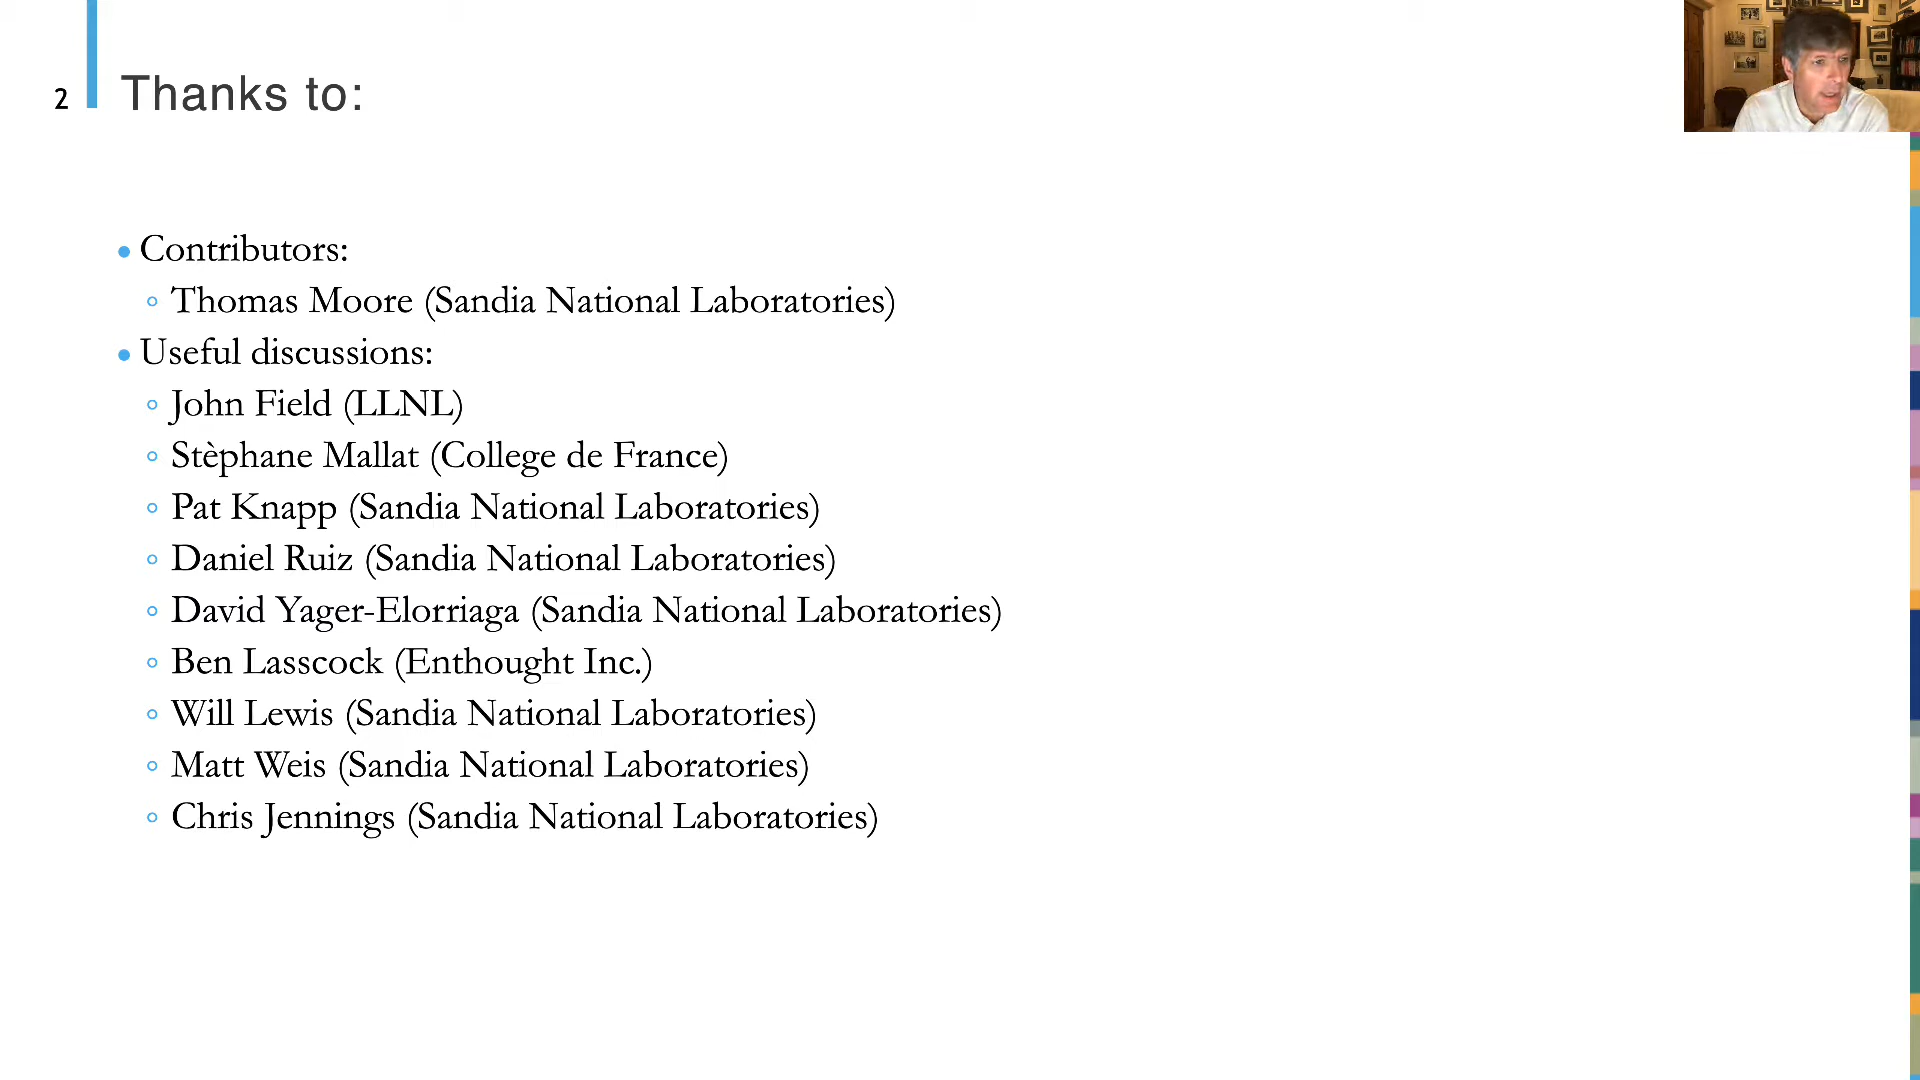 2
Thanks to:
• Contributors:
◦ Thomas Moore (Sandia National Laboratories)
• Useful discussions:
◦ John Field (LLNL)
◦ Stèphane Mallat (College de France)
◦ Pat Knapp (Sandia National Laboratories)
◦ Daniel Ruiz (Sandia National Laboratories)
◦ David Yager-Elorriaga (Sandia National Laboratories)
◦ Ben Lasscock (Enthought Inc.)
◦ Will Lewis (Sandia National Laboratories)
◦ Matt Weis (Sandia National Laboratories)
◦ Chris Jennings (Sandia National Laboratories)